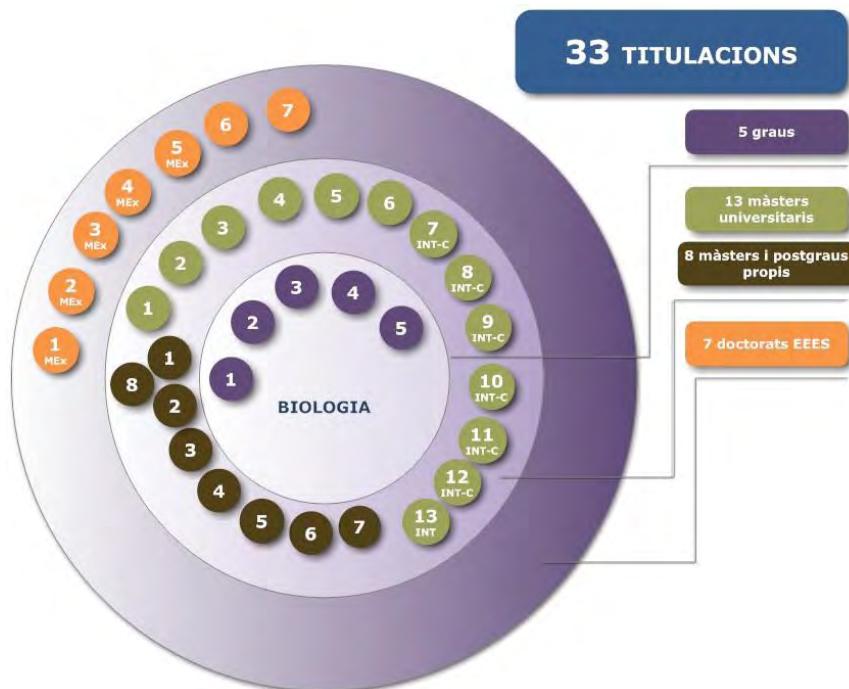 33 TITULACIONS
5 graus
13 màsters
universitaris
8 màsters i postgraus
propis
7 doctorats EEES
7
6
5
MEx
4
MEx
3
MEx
2
MEx
1
MEx
1
2
3
4
5
6
7
INT-C
8
INT-C
9
INT-C
10
INT-C
11
INT-C
12
INT-C
13
INT
1
2
3
4
5
6
7
8
1
2
3
4
5
BIOLOGIA